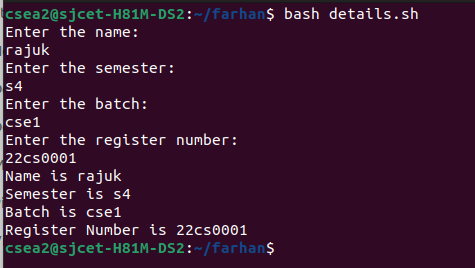 csea2@sjcet-H81M-DS2:~/farhan$ bash details.sh
Enter the name:
rajuk
Enter the semester:
s4
Enter the batch:
cse1
Enter the register number:
22cs0001
Name is rajuk
Semester is s4
Batch is cse1
Register Number is 22cs0001
csea2@sjcet-H81M-DS2:~/farhan$